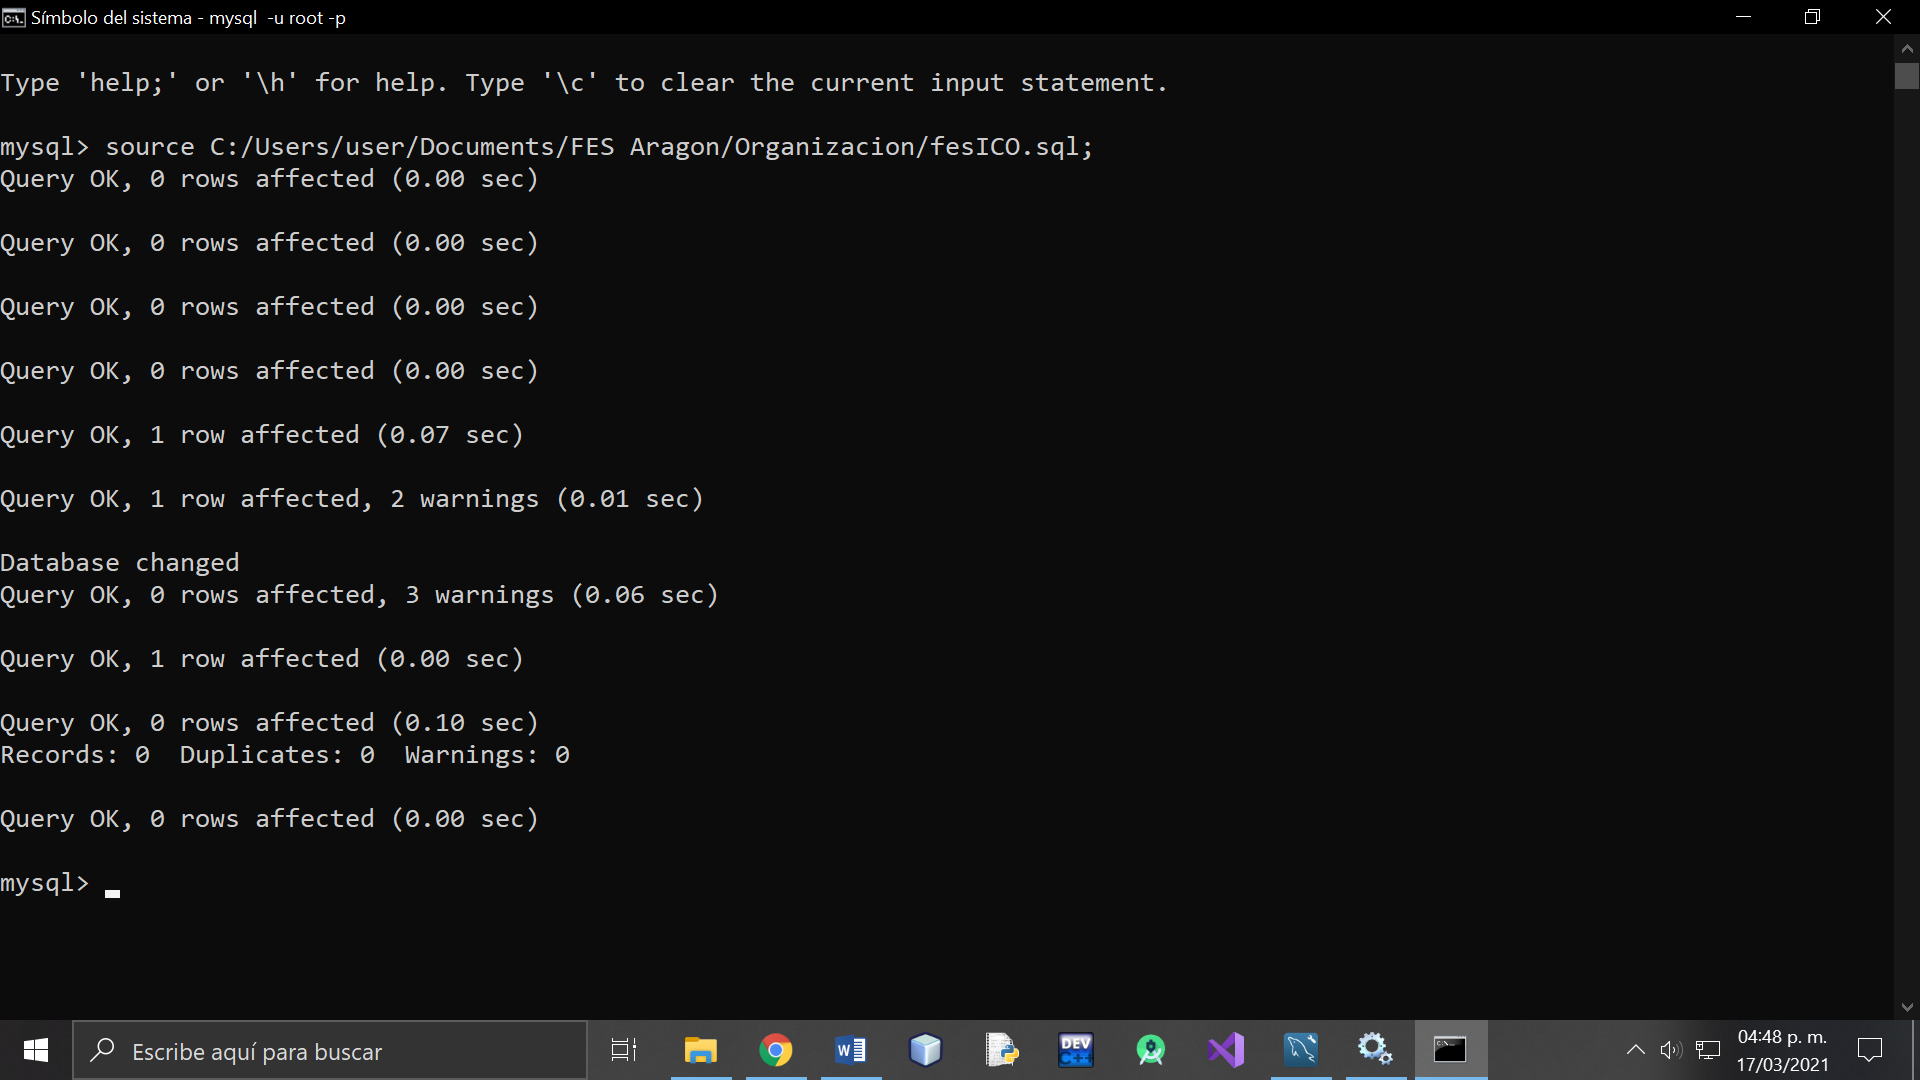 Símbolo del sistema - mysql  -u root -p
Type 'help;' or '\h' for help. Type '\c' to clear the current input statement.
mysql> source C:/Users/user/Documents/FES Aragon/Organizacion/fesICO.sql;
Query OK, 0 rows affected (0.00 sec)
Query OK, 0 rows affected (0.00 sec)
Query OK, 0 rows affected (0.00 sec)
Query OK, 0 rows affected (0.00 sec)
Query OK, 1 row affected (0.07 sec)
Query OK, 1 row affected, 2 warnings (0.01 sec)
Database changed
Query OK, 0 rows affected, 3 warnings (0.06 sec)
Query OK, 1 row affected (0.00 sec)
Query OK, 0 rows affected (0.10 sec)
Records: 0  Duplicates: 0  Warnings: 0
Query OK, 0 rows affected (0.00 sec)
mysql>
Escribe aquí para buscar
W
DEV
C++
04:48 p. m.
17/03/2021